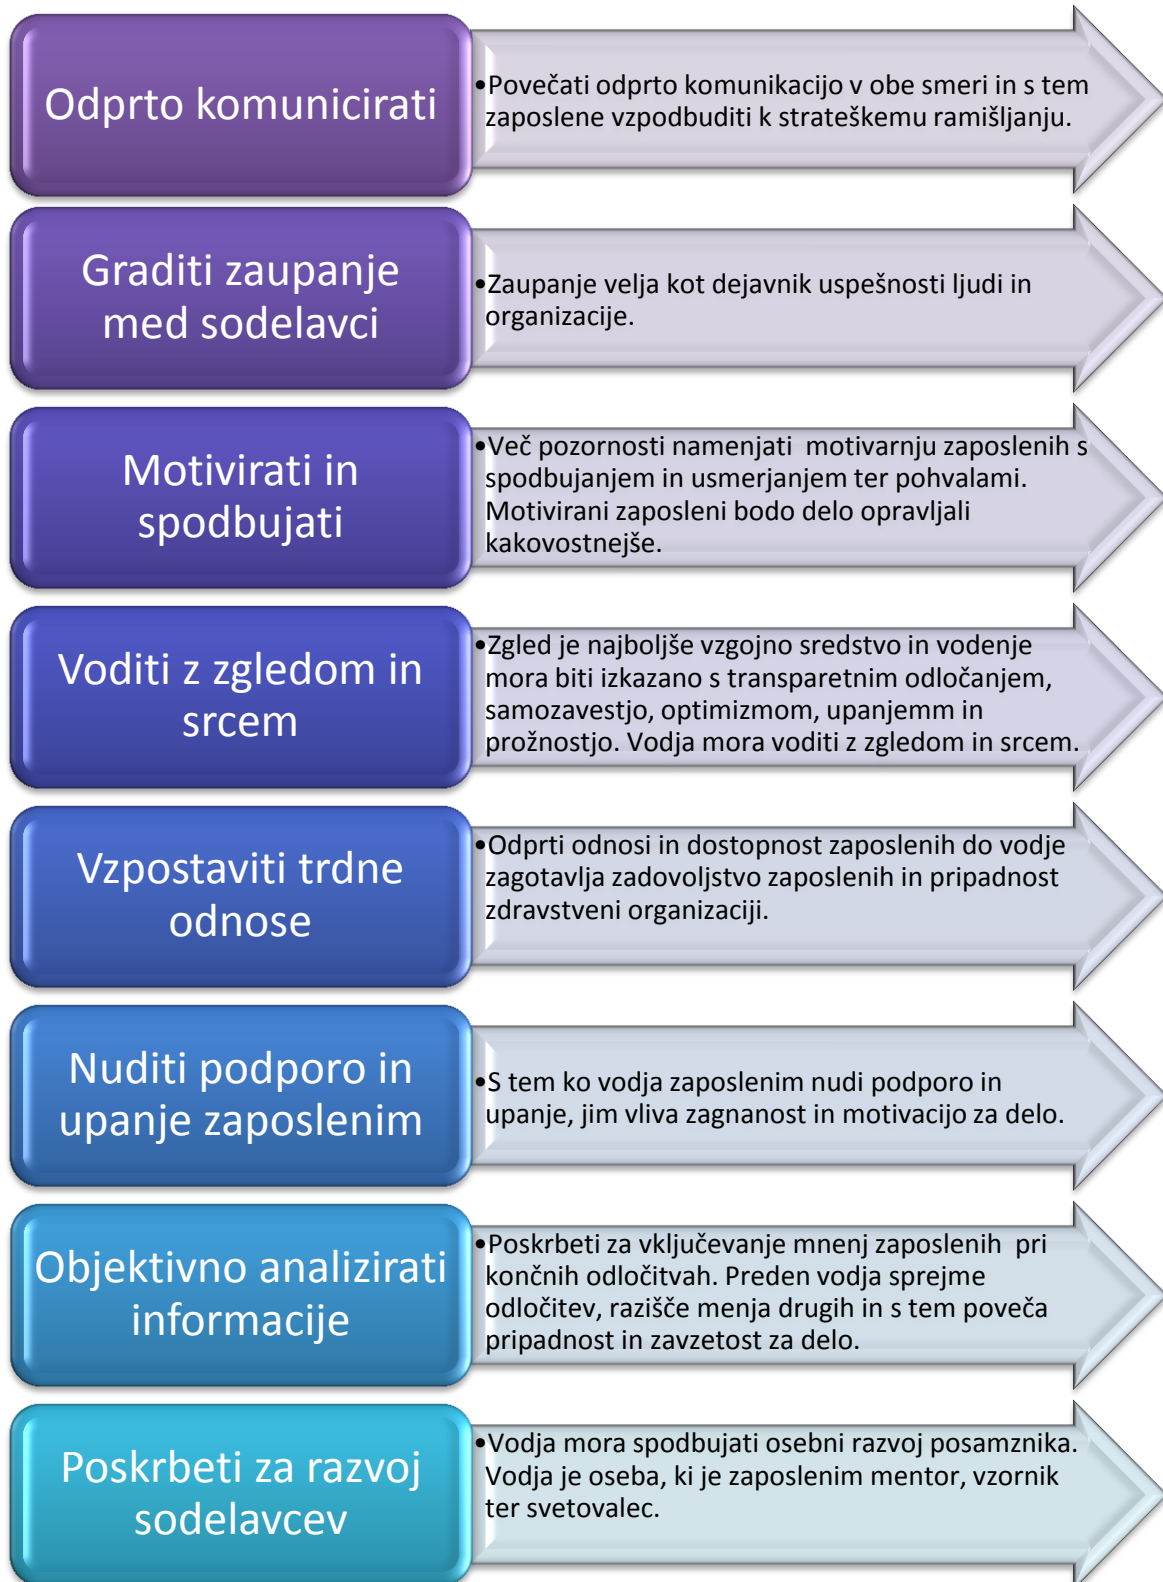 Odprto komunicirati
•Povečati odprto komunikacijo v obe smeri in s tem
zaposlene vzpodbuditi k strateškemu ramišljanju.
Graditi zaupanje
med sodelavci
•Zaupanje velja kot dejavnik uspešnosti ljudi in
organizacije.
Motivirati in
spodbujati
•Več pozornosti namenjati  motivarnju zaposlenih s
spodbujanjem in usmerjanjem ter pohvalami.
Motivirani zaposleni bodo delo opravljali
kakovostnejše.
Voditi z zgledom in
srcem
•Zgled je najboljše vzgojno sredstvo in vodenje
mora biti izkazano s transparetnim odločanjem,
samozavestjo, optimizmom, upanjemm in
prožnostjo. Vodja mora voditi z zgledom in srcem.
Vzpostaviti trdne
odnose
•Odprti odnosi in dostopnost zaposlenih do vodje
zagotavlja zadovoljstvo zaposlenih in pripadnost
zdravstveni organizaciji.
Nuditi podporo in
upanje zaposlenim
•S tem ko vodja zaposlenim nudi podporo in
upanje, jim vliva zagnanost in motivacijo za delo.
Objektivno analizirati
informacije
•Poskrbeti za vključevanje mnenj zaposlenih  pri
končnih odločitvah. Preden vodja sprejme
odločitev, razišče menja drugih in s tem poveča
pripadnost in zavzetost za delo.
Poskrbeti za razvoj
sodelavcev
•Vodja mora spodbujati osebni razvoj posamznika.
Vodja je oseba, ki je zaposlenim mentor, vzornik
ter svetovalec.